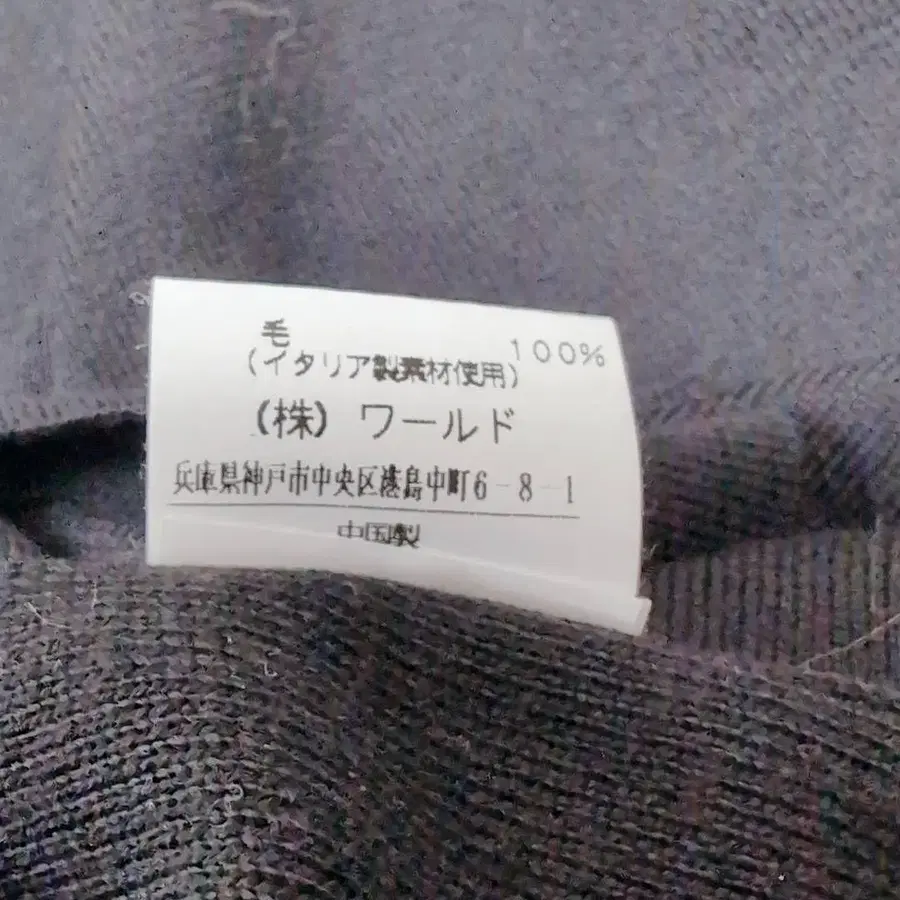 毛 100%
(イタリア製素材使用)
(株) ワールド
兵庫県神戸市中央区港島中町6-8-1
中国製